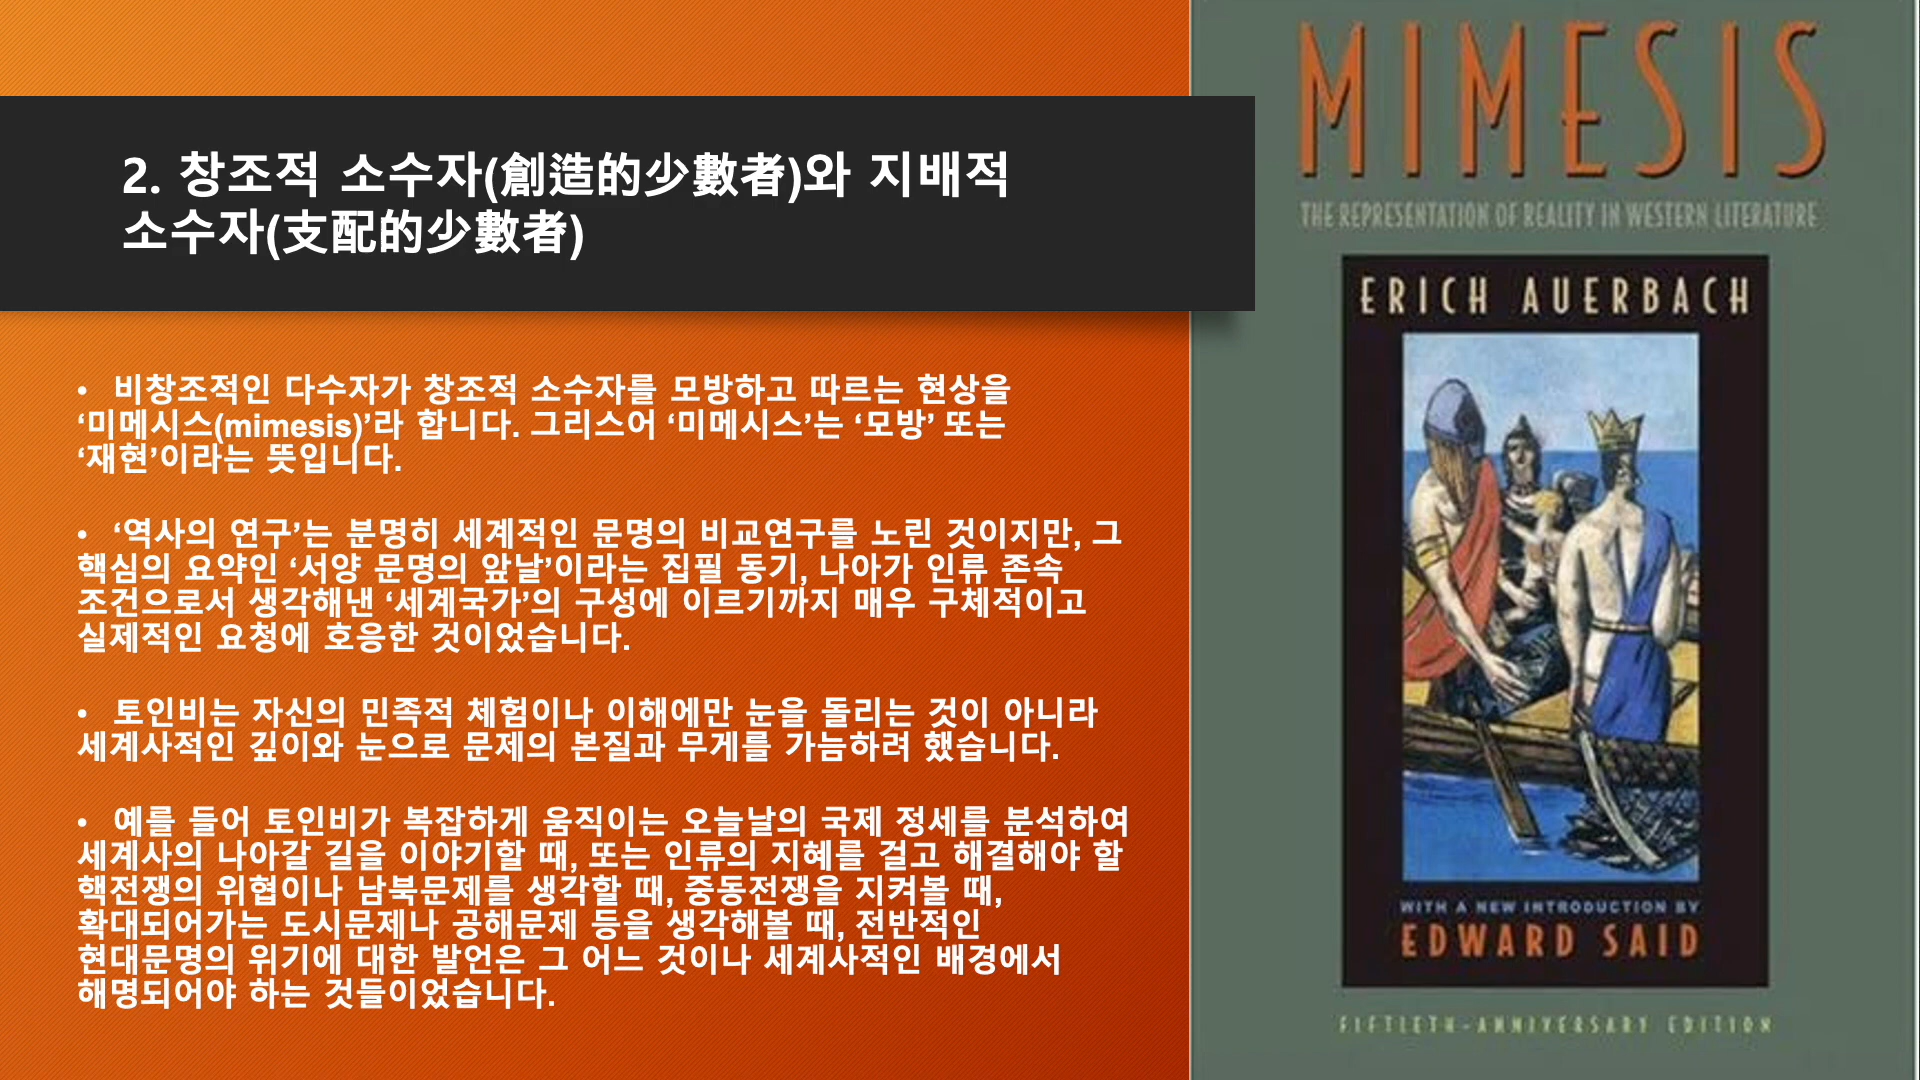 2. 창조적 소수자(創造的少數者)와 지배적
소수자(支配的少數者)
• 비창조적인 다수자가 창조적 소수자를 모방하고 따르는 현상을
‘미메시스(mimesis)’라 합니다. 그리스어 ‘미메시스’는 ‘모방’ 또는
‘재현’이라는 뜻입니다.
• ‘역사의 연구’는 분명히 세계적인 문명의 비교연구를 노린 것이지만, 그
핵심의 요약인 ‘서양 문명의 앞날’이라는 집필 동기, 나아가 인류 존속
조건으로서 생각해낸 ‘세계국가’의 구성에 이르기까지 매우 구체적이고
실제적인 요청에 호응한 것이었습니다.
• 토인비는 자신의 민족적 체험이나 이해에만 눈을 돌리는 것이 아니라
세계사적인 깊이와 눈으로 문제의 본질과 무게를 가늠하려 했습니다.
• 예를 들어 토인비가 복잡하게 움직이는 오늘날의 국제 정세를 분석하여
세계사의 나아갈 길을 이야기할 때, 또는 인류의 지혜를 걸고 해결해야 할
핵전쟁의 위협이나 남북문제를 생각할 때, 중동전쟁을 지켜볼 때,
확대되어가는 도시문제나 공해문제 등을 생각해볼 때, 전반적인
현대문명의 위기에 대한 발언은 그 어느 것이나 세계사적인 배경에서
해명되어야 하는 것들이었습니다.
MIMESIS
THE REPRESENTATION OF REALITY IN WESTERN LITERATURE
ERICH AUERBACH
WITH A NEW INTRODUCTION BY
EDWARD SAID
FIFTIETH-ANNIVERSARY EDITION